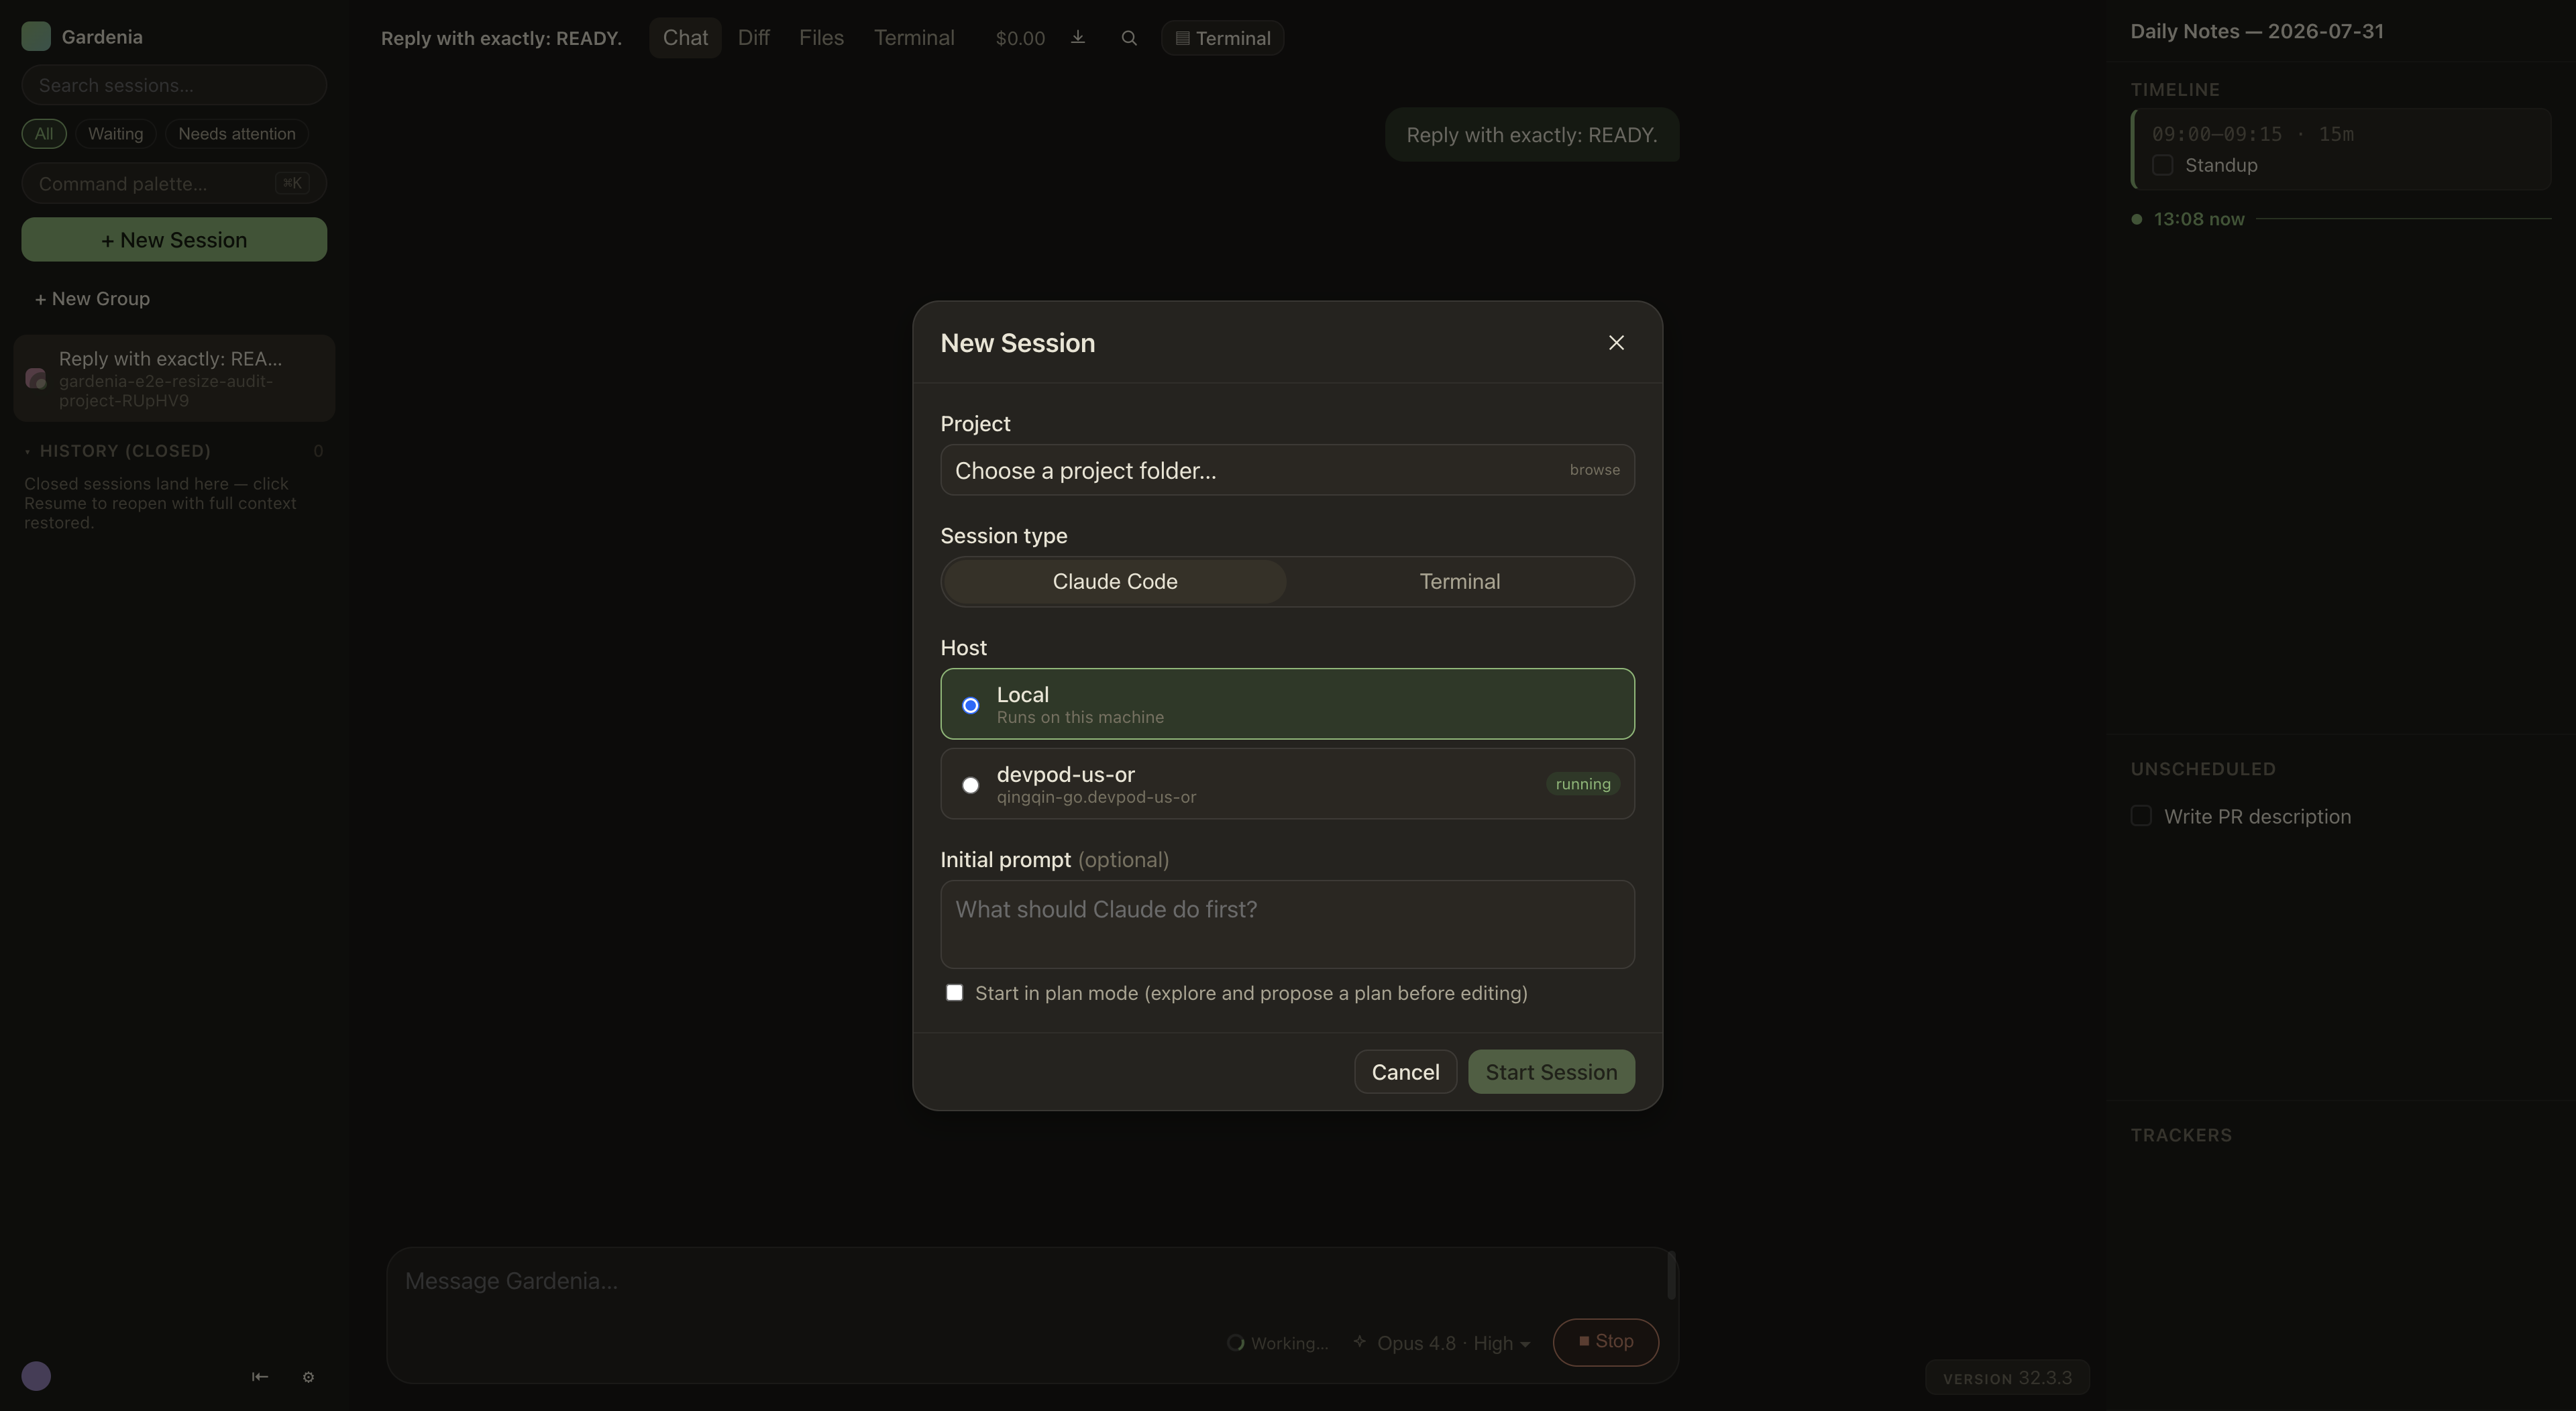 Gardenia
Search sessions...
All
Waiting
Needs attention
Command palette...
⌘K
+ New Session
+ New Group
Reply with exactly: REA...
gardenia-e2e-resize-audit-
project-RUpHV9
HISTORY (CLOSED)
0
Closed sessions land here — click
Resume to reopen with full context
restored.
Reply with exactly: READY.
Chat
Diff
Files
Terminal
$0.00
Terminal
Reply with exactly: READY.
New Session
Project
Choose a project folder...
browse
Session type
Claude Code
Terminal
Host
Local
Runs on this machine
devpod-us-or
qingqin-go.devpod-us-or
running
Initial prompt (optional)
What should Claude do first?
Start in plan mode (explore and propose a plan before editing)
Cancel
Start Session
Message Gardenia...
Working...
Opus 4.8 · High
Stop
VERSION 32.3.3
Daily Notes — 2026-07-31
TIMELINE
09:00–09:15 · 15m
Standup
13:08 now
UNSCHEDULED
Write PR description
TRACKERS